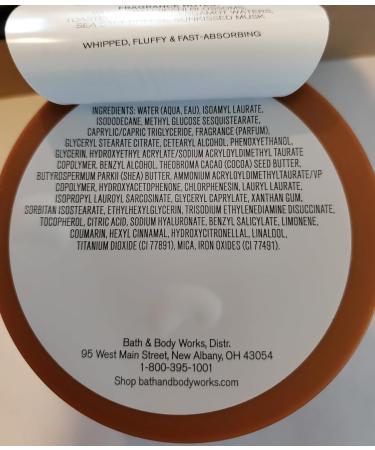 WHIPPED, FLUFFY & FAST-ABSORBING
INGREDIENTS: WATER (AQUA, EAU), ISOAMYL LAURATE,
ISODODECANE, METHYL GLUCOSE SESQUISTEARATE,
CAPRYLIC/CAPRIC TRIGLYCERIDE, FRAGRANCE (PARFUM),
GLYCERYL STEARATE CITRATE, CETEARYL ALCOHOL, PHENOXYETHANOL,
GLYCERIN, HYDROXYETHYL ACRYLATE/SODIUM ACRYLOYLDIMETHYL TAURATE
COPOLYMER, BENZYL ALCOHOL, THEOBROMA CACAO (COCOA) SEED BUTTER,
BUTYROSPERMUM PARKII (SHEA) BUTTER, AMMONIUM ACRYLOYLDIMETHYLTAURATE/VP
COPOLYMER, HYDROXYACETOPHENONE, CHLORPHENESIN, LAURYL LAURATE,
ISOPROPYL LAUROYL SARCOSINATE, GLYCERYL CAPRYLATE, XANTHAN GUM,
SORBITAN ISOSTEARATE, ETHYLHEXYLGLYCERIN, TRISODIUM ETHYLENEDIAMINE DISUCCINATE,
TOCOPHEROL, CITRIC ACID, SODIUM HYALURONATE, BENZYL SALICYLATE, LIMONENE,
COUMARIN, HEXYL CINNAMAL, HYDROXYCITRONELLAL, LINALOOL,
TITANIUM DIOXIDE (CI 77891), MICA, IRON OXIDES (CI 77491).
Bath & Body Works, Distr.
95 West Main Street, New Albany, OH 43054
1-800-395-1001
Shop bathandbodyworks.com